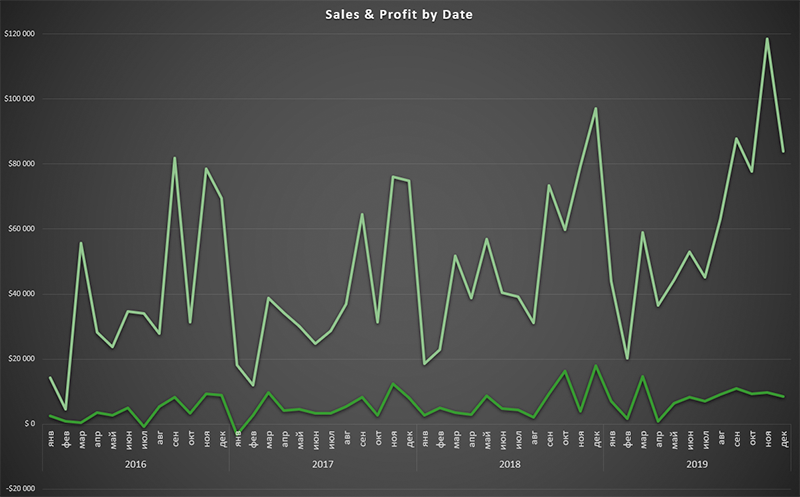 Sales & Profit by Date
$120 000
$100 000
$80 000
$60 000
$40 000
$20 000
$ 0
-$20 000
янв фев мар апр май июн июл авг сен окт ноя дек янв фев мар апр май июн июл авг сен окт ноя дек янв фев мар апр май июн июл авг сен окт ноя дек янв фев мар апр май июн июл авг сен окт ноя дек
2016 2017 2018 2019